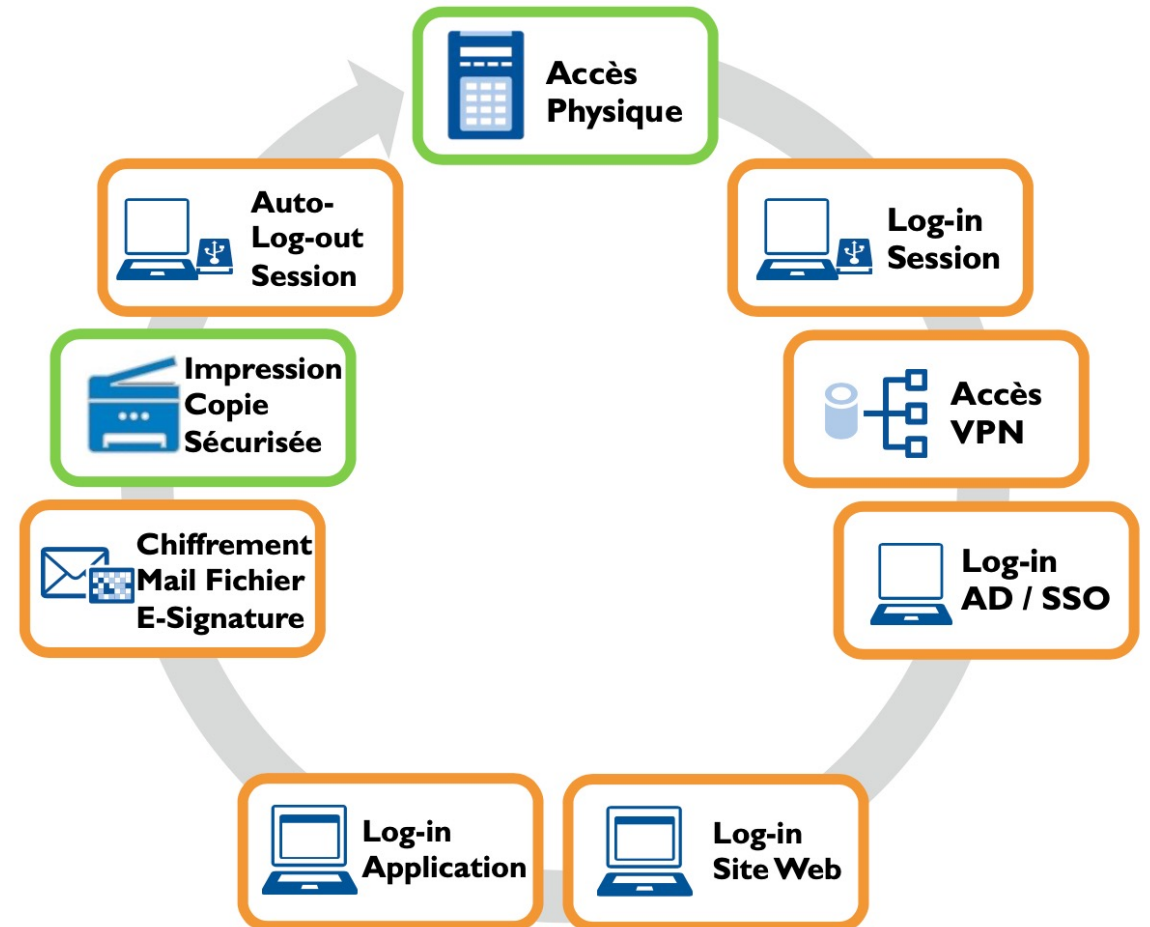 Accès
Physique
Log-in
Session
Accès
VPN
Log-in
AD / SSO
Log-in
Site Web
Log-in
Application
Chiffrement
Mail Fichier
E-Signature
Impression
Copie
Sécurisée
Auto-
Log-out
Session